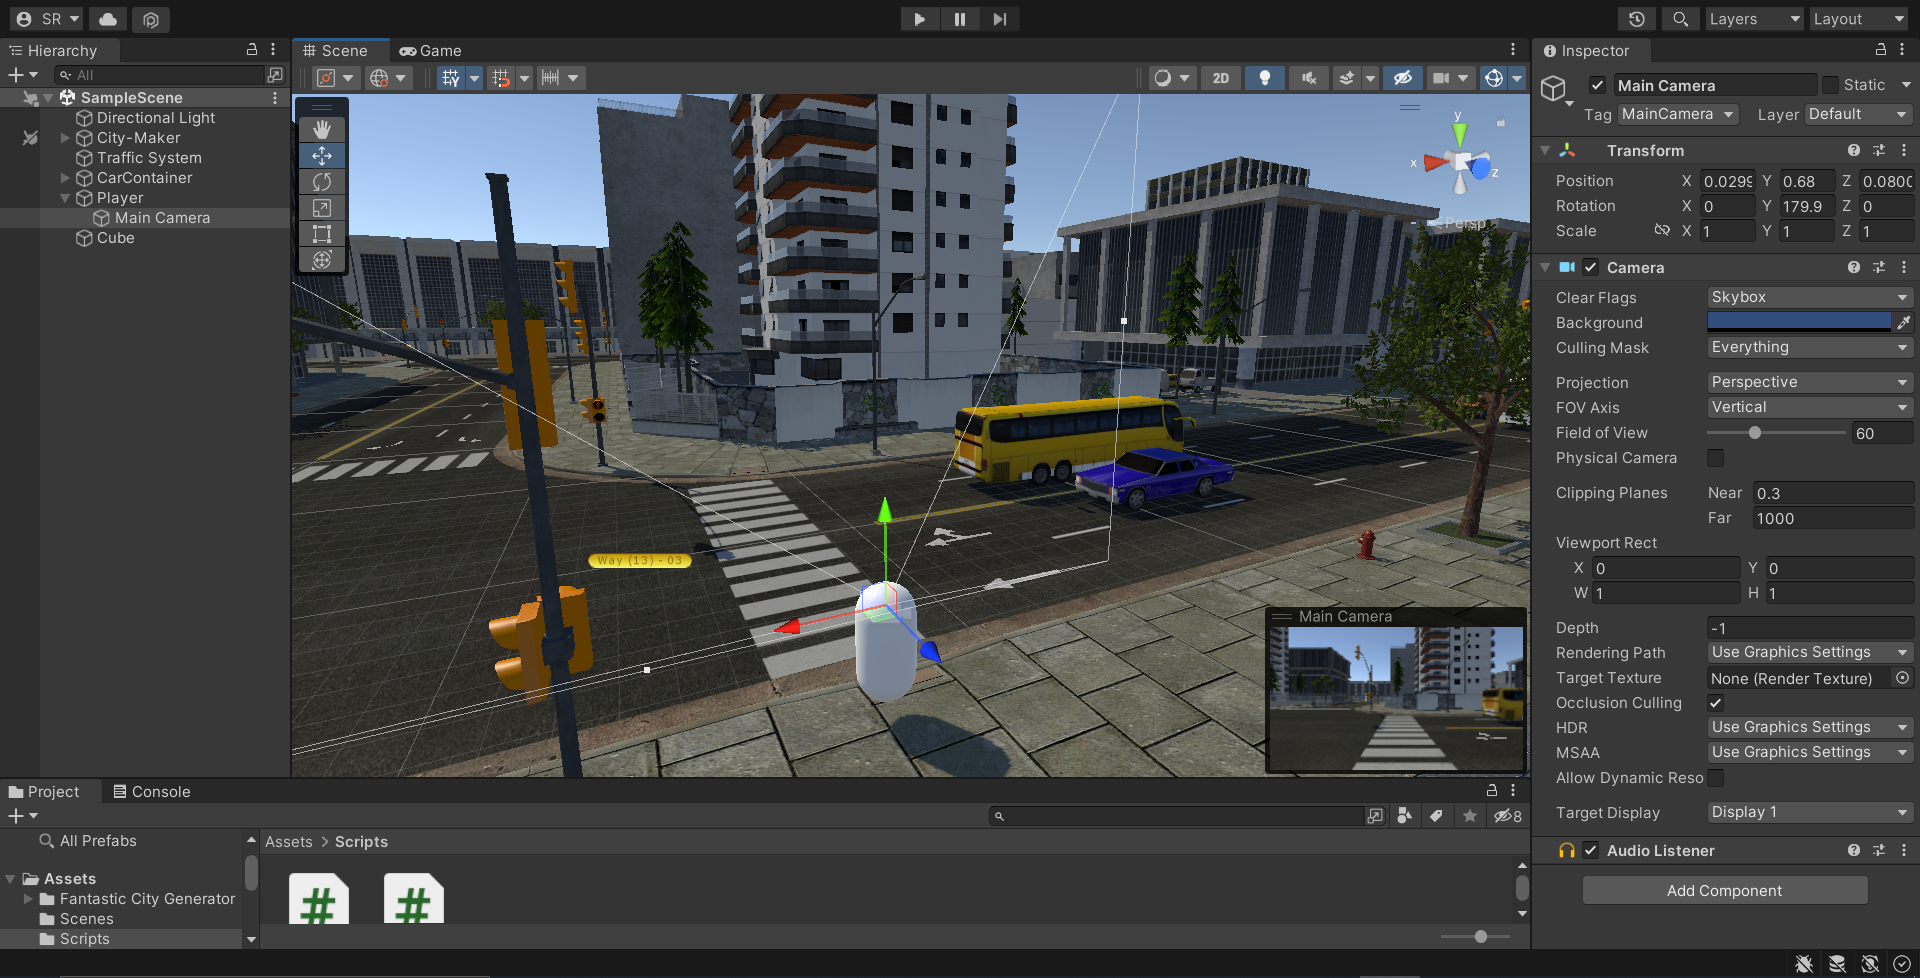 SR
Layers
Layout
Hierarchy
All
SampleScene
Directional Light
City-Maker
Traffic System
CarContainer
Player
Main Camera
Cube
Scene
Game
2D
y
x
z
Persp
Way (13) - 03
Main Camera
Inspector
Main Camera
Static
Tag MainCamera
Layer Default
Transform
Position X 0.0299 Y 0.68 Z 0.0800
Rotation X 0 Y 179.9 Z 0
Scale X 1 Y 1 Z 1
Camera
Clear Flags Skybox
Background
Culling Mask Everything
Projection Perspective
FOV Axis Vertical
Field of View 60
Physical Camera
Clipping Planes Near 0.3
Far 1000
Viewport Rect
X 0 Y 0
W 1 H 1
Depth -1
Rendering Path Use Graphics Settings
Target Texture None (Render Texture)
Occlusion Culling
HDR Use Graphics Settings
MSAA Use Graphics Settings
Allow Dynamic Reso
Target Display Display 1
Audio Listener
Add Component
Project
Console
8
All Prefabs
Assets
Fantastic City Generator
Scenes
Scripts
Assets > Scripts
#
#